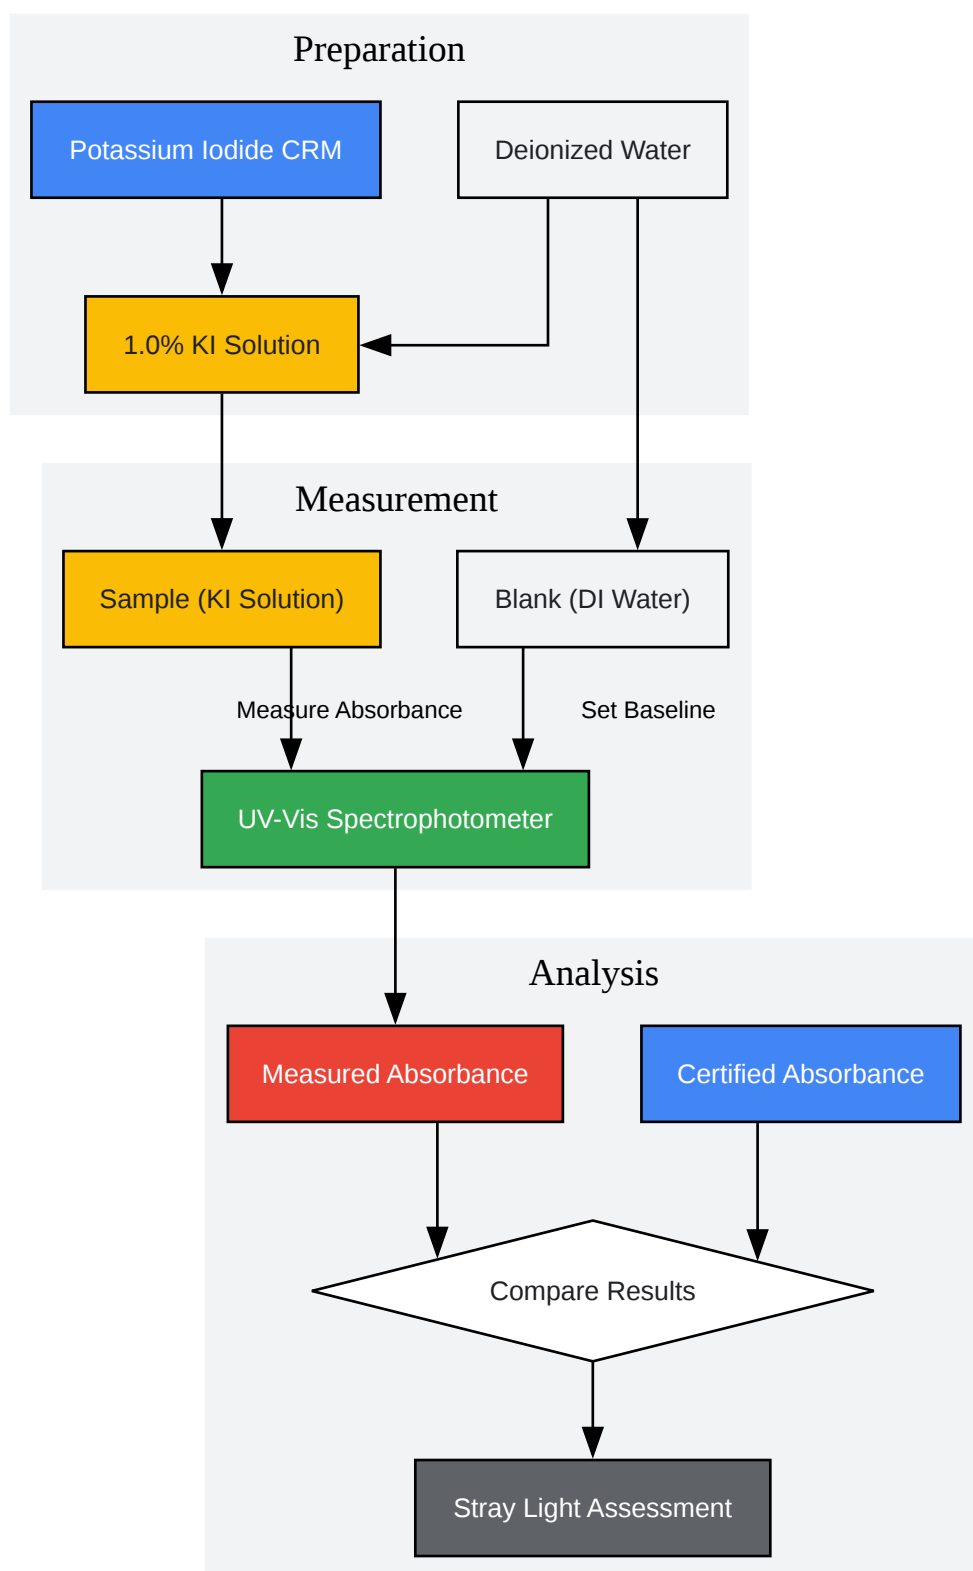 Preparation
Potassium Iodide CRM
Deionized Water
1.0% KI Solution
Measurement
Sample (KI Solution)
Blank (DI Water)
Measure Absorbance
Set Baseline
UV-Vis Spectrophotometer
Analysis
Measured Absorbance
Certified Absorbance
Compare Results
Stray Light Assessment